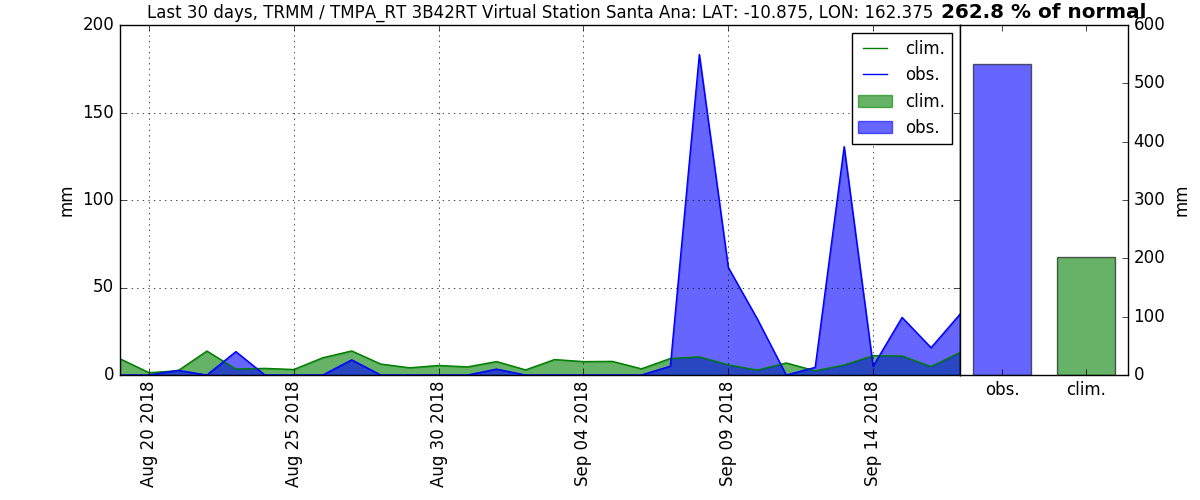 Last 30 days, TRMM / TMPA_RT 3B42RT Virtual Station Santa Ana: LAT: -10.875, LON: 162.375 262.8 % of normal
200
150
100
50
0
mm
clim.
obs.
clim.
obs.
600
500
400
300
200
100
0
mm
obs.
clim.
Aug 20 2018
Aug 25 2018
Aug 30 2018
Sep 04 2018
Sep 09 2018
Sep 14 2018